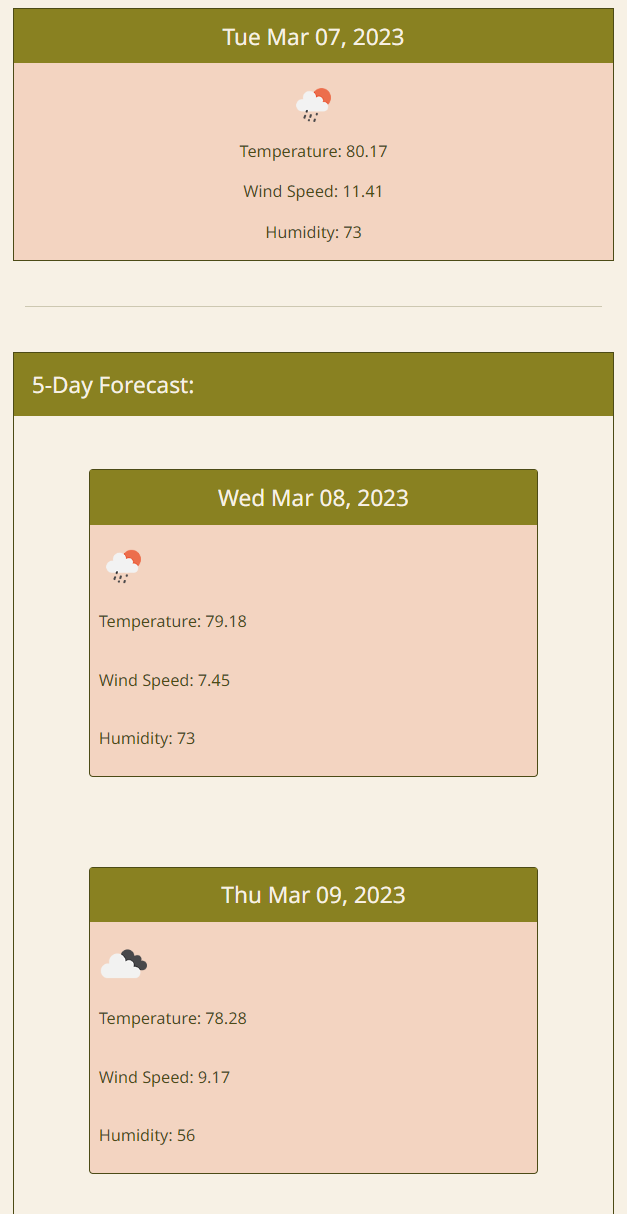 Tue Mar 07, 2023
Temperature: 80.17
Wind Speed: 11.41
Humidity: 73
5-Day Forecast:
Wed Mar 08, 2023
Temperature: 79.18
Wind Speed: 7.45
Humidity: 73
Thu Mar 09, 2023
Temperature: 78.28
Wind Speed: 9.17
Humidity: 56